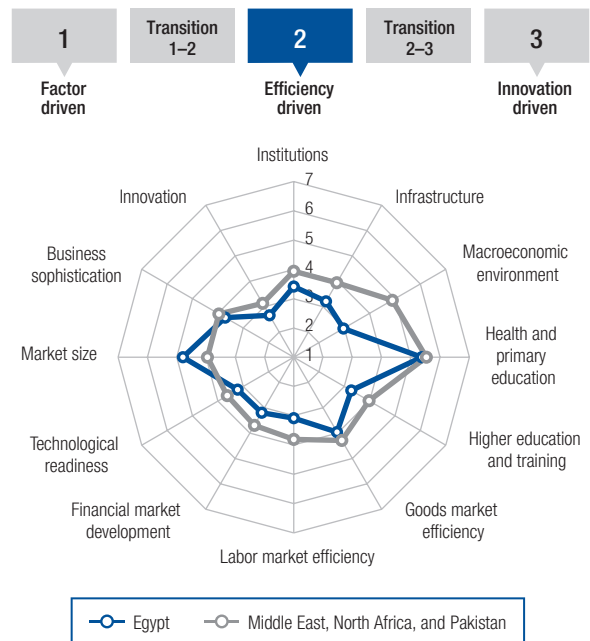 1
Transition
1–2
2
Transition
2–3
3
Factor
driven
Efficiency
driven
Innovation
driven
Institutions
Infrastructure
Macroeconomic
environment
Health and
primary
education
Higher education
and training
Goods market
efficiency
Labor market efficiency
Financial market
development
Technological
readiness
Market size
Business
sophistication
Innovation
7
6
5
4
3
2
1
Egypt
Middle East, North Africa, and Pakistan